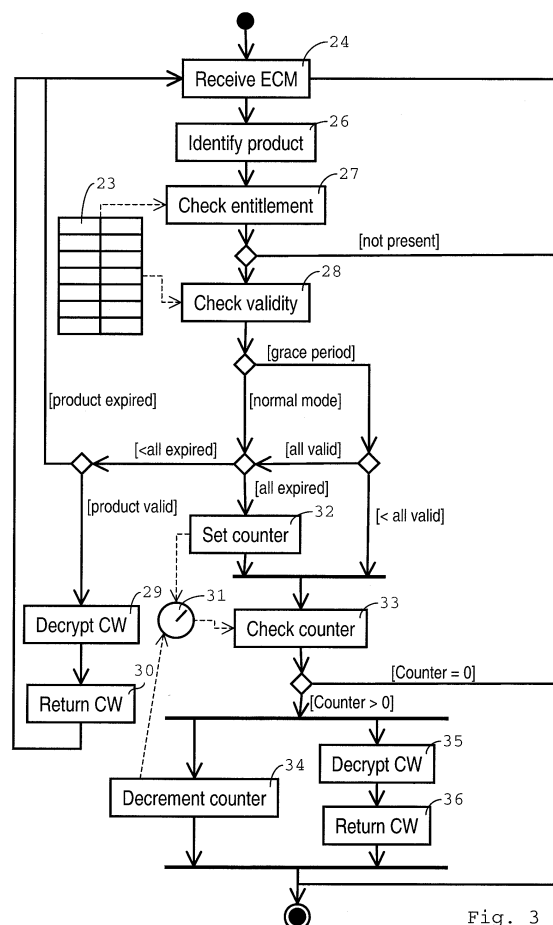 24
Receive ECM
26
Identify product
27
23
Check entitlement
[not present]
28
Check validity
[grace period]
[product expired]
[normal mode]
[<all expired]
[all valid]
[all expired]
[product valid]
[< all valid]
32
Set counter
29
31
33
Decrypt CW
Check counter
30
[Counter = 0]
Return CW
[Counter > 0]
35
34
Decrypt CW
Decrement counter
36
Return CW
Fig. 3